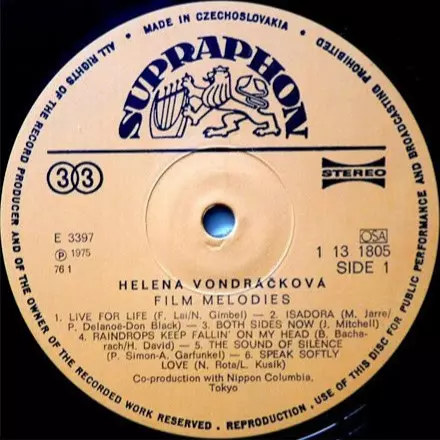 MADE IN CZECHOSLOVAKIA
ALL RIGHTS OF THE RECORD PRODUCER AND OF THE OWNER OF THE RECORDED WORK RESERVED • REPRODUCTION, USE OF THIS DISC FOR PUBLIC PERFORMANCE AND BROADCASTING PROHIBITED
SUPRAPHON
33
STEREO
E 3397
Ⓟ 1975
76 1
OSA
1 13 1805
SIDE 1
HELENA VONDRÁČKOVÁ
FILM MELODIES
1. LIVE FOR LIFE (F. Lai/N. Gimbel) — 2. ISADORA (M. Jarre/
P. Delanoë-Don Black) - 3. BOTH SIDES NOW (J. Mitchell)
4. RAINDROPS KEEP FALLIN' ON MY HEAD (B. Bacha-
rach/H. David) — 5. THE SOUND OF SILENCE
(P. Simon-A. Garfunkel) — 6. SPEAK SOFTLY
LOVE (N. Rota/L. Kusík)
Co-production with Nippon Columbia,
Tokyo